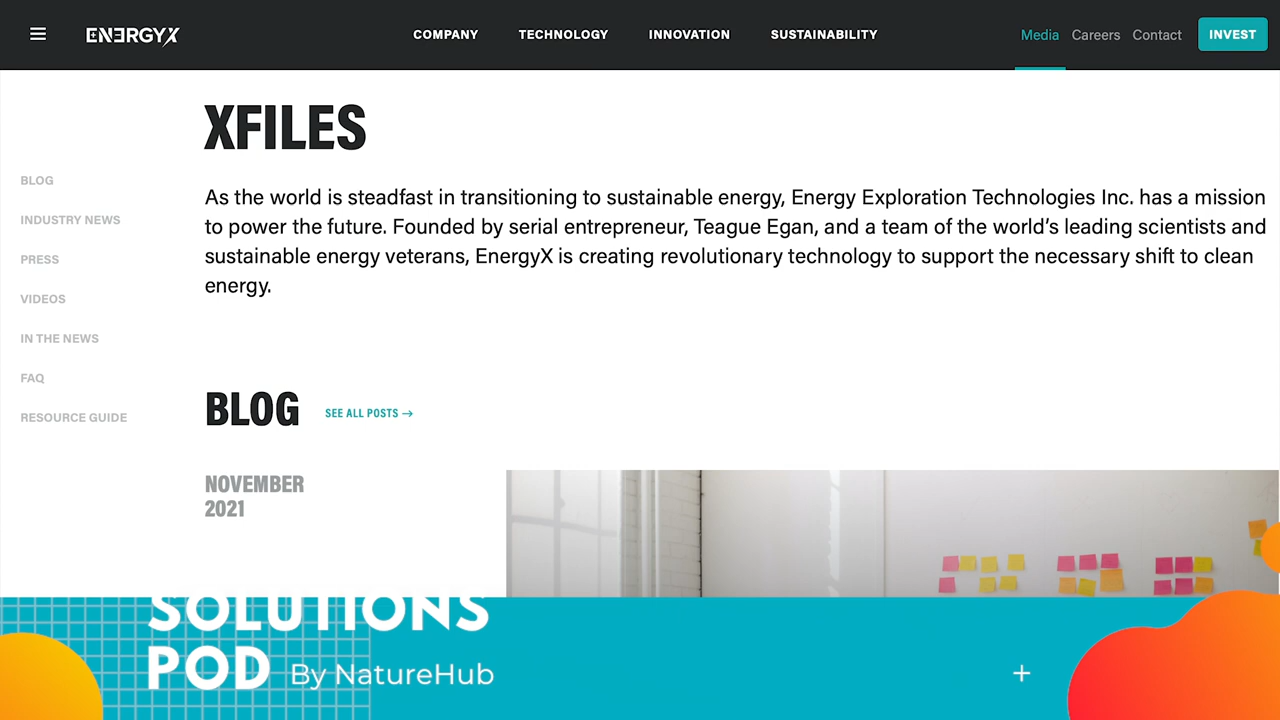 ENERGYX
COMPANY
TECHNOLOGY
INNOVATION
SUSTAINABILITY
Media
Careers
Contact
INVEST
XFILES
BLOG
INDUSTRY NEWS
PRESS
VIDEOS
IN THE NEWS
FAQ
RESOURCE GUIDE
As the world is steadfast in transitioning to sustainable energy, Energy Exploration Technologies Inc. has a mission
to power the future. Founded by serial entrepreneur, Teague Egan, and a team of the world’s leading scientists and
sustainable energy veterans, EnergyX is creating revolutionary technology to support the necessary shift to clean
energy.
BLOG
SEE ALL POSTS →
NOVEMBER
2021
SOLUTIONS
POD By NatureHub